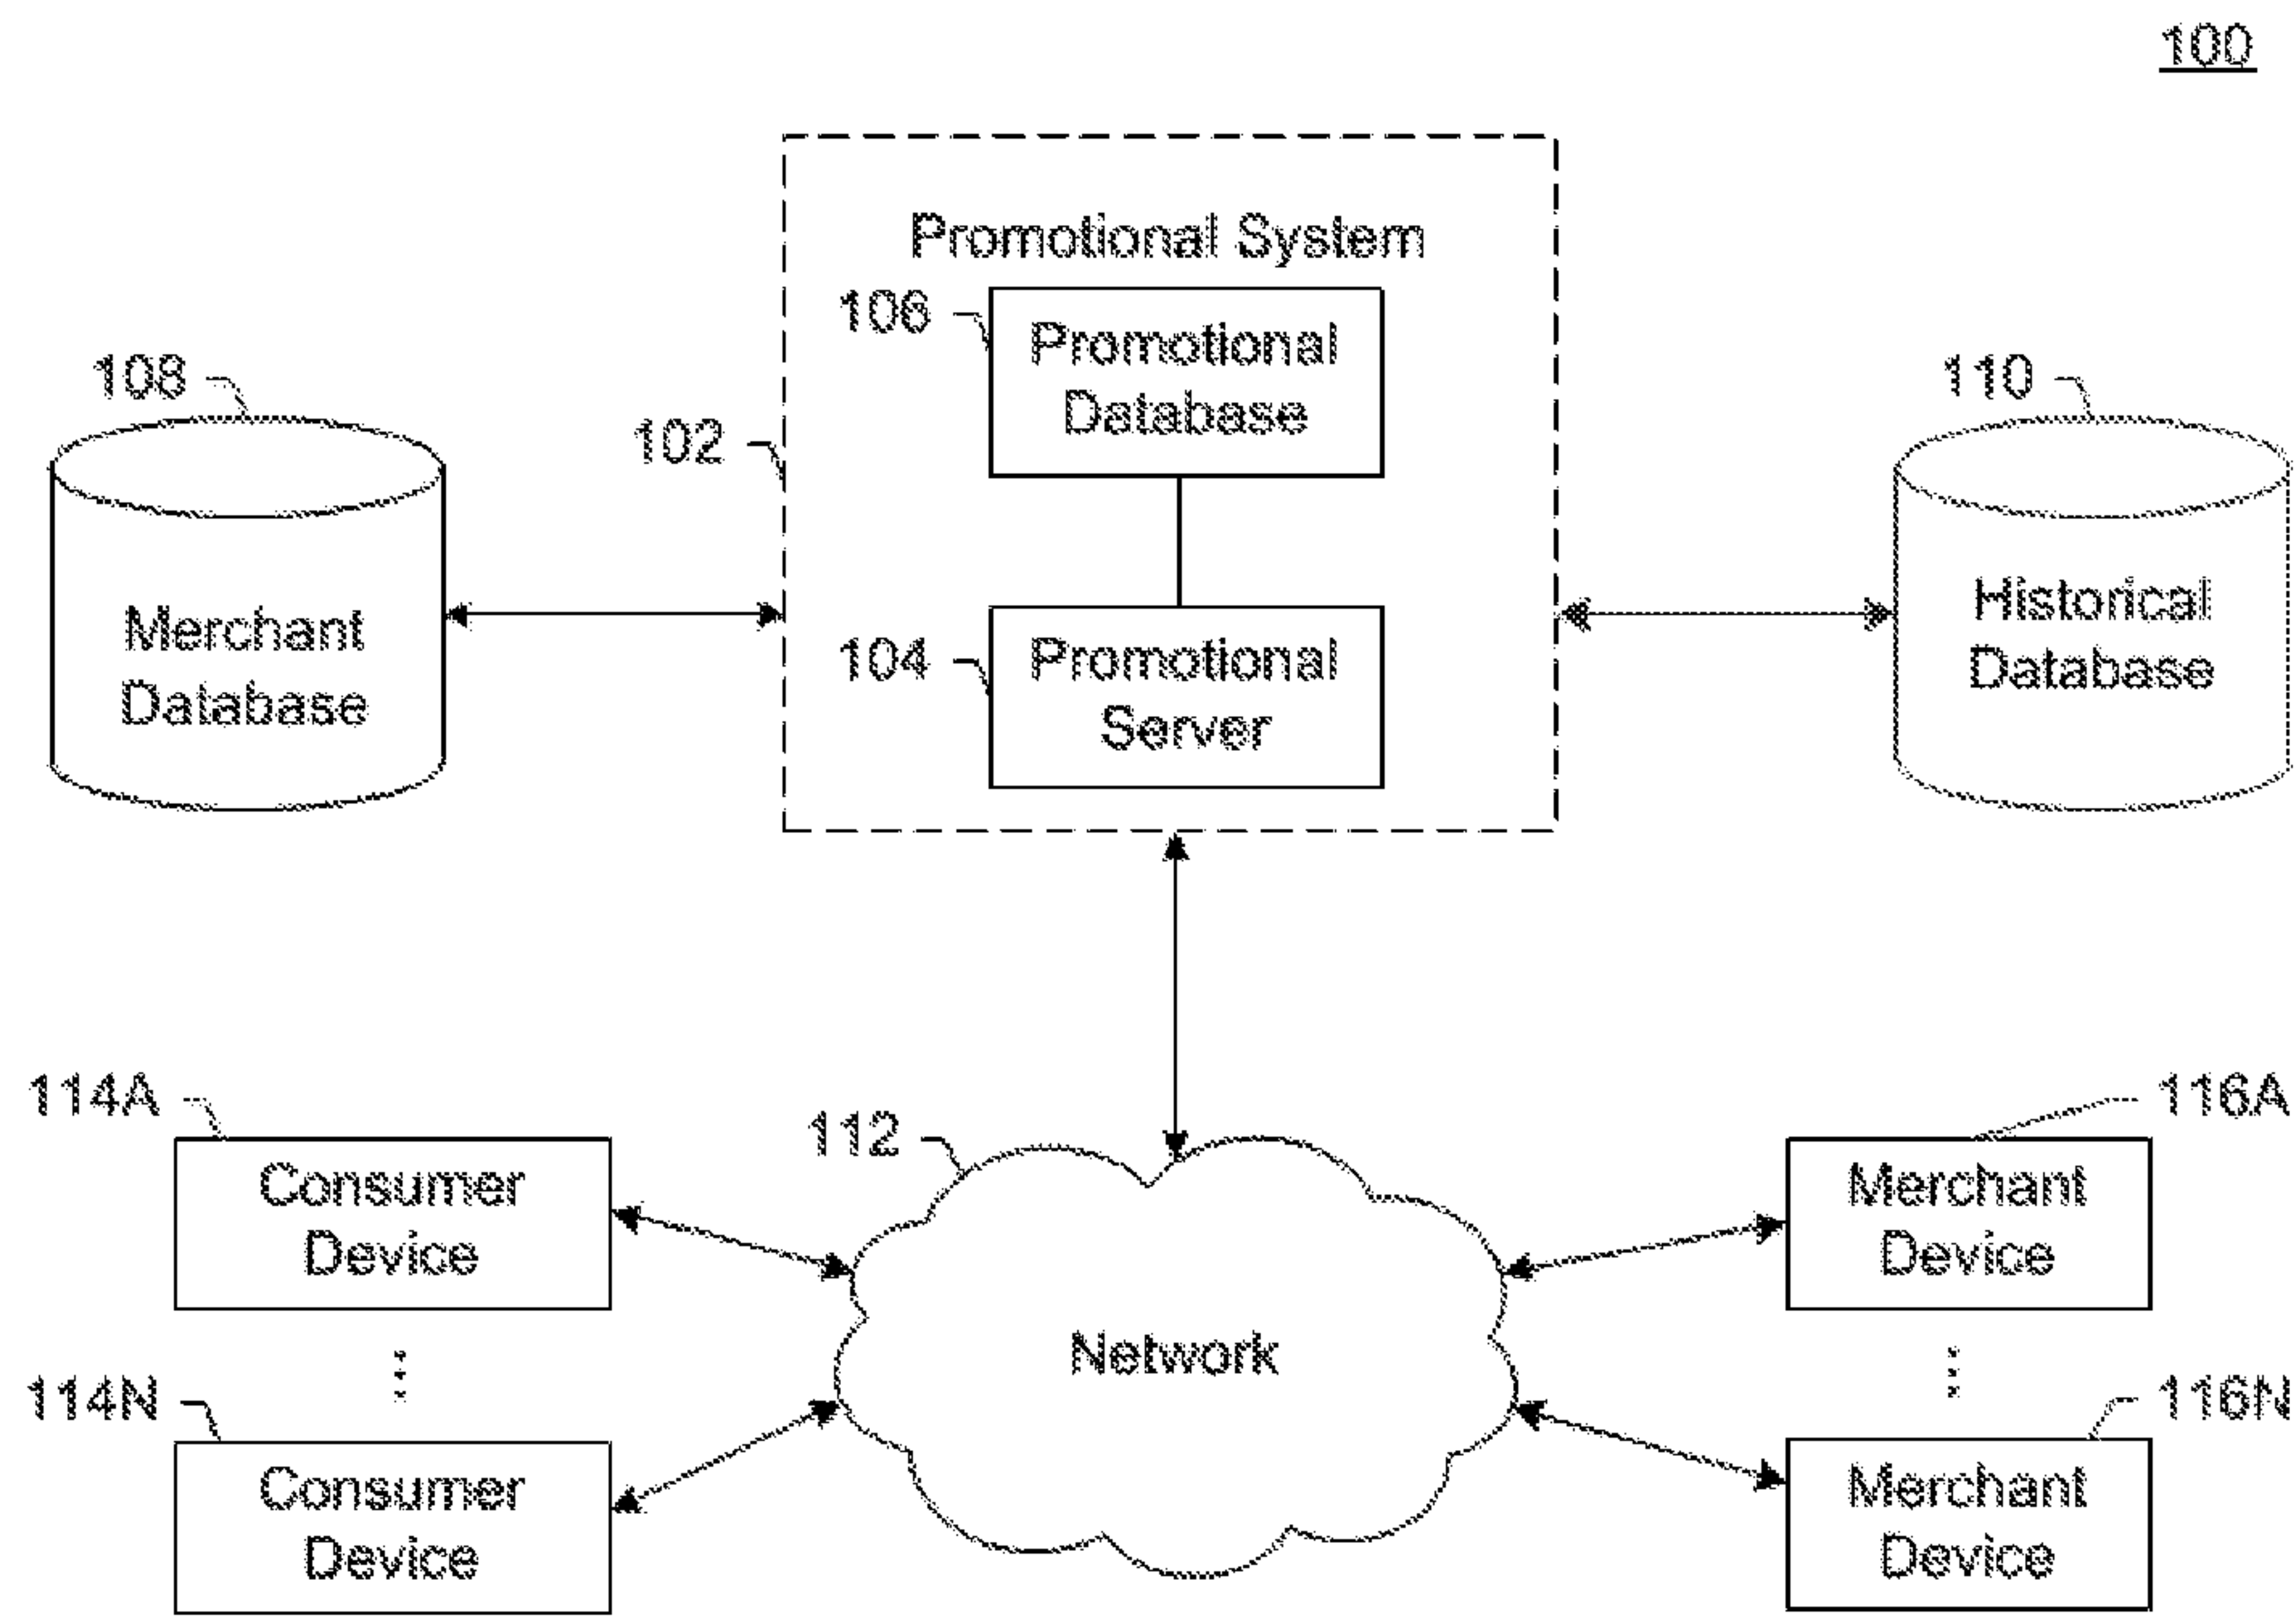 100
Promotional System
106
Promotional
Database
108
110
102
Merchant
Database
104
Promotional
Server
Historical
Database
114A
112
116A
Consumer
Device
Merchant
Device
Network
114N
116N
Consumer
Device
Merchant
Device